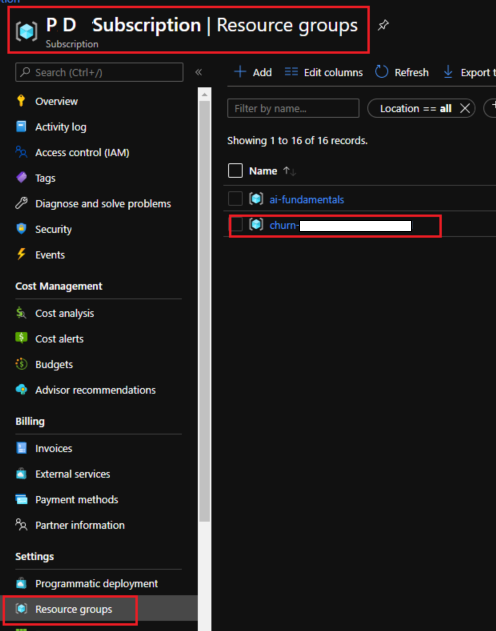 tion
P D Subscription | Resource groups
Subscription
Search (Ctrl+/)
«
Overview
Activity log
Access control (IAM)
Tags
Diagnose and solve problems
Security
Events
Cost Management
Cost analysis
Cost alerts
Budgets
Advisor recommendations
Billing
Invoices
External services
Payment methods
Partner information
Settings
Programmatic deployment
Resource groups
+ Add Edit columns Refresh Export t
Filter by name...
Location == all
Showing 1 to 16 of 16 records.
Name ↑↓
ai-fundamentals
churn-